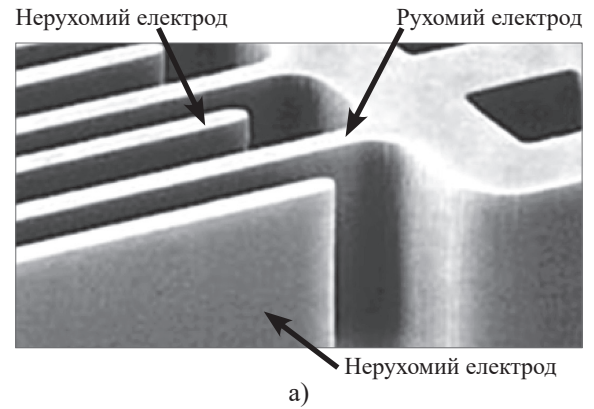 Нерухомий електрод
Рухомий електрод
Нерухомий електрод
а)